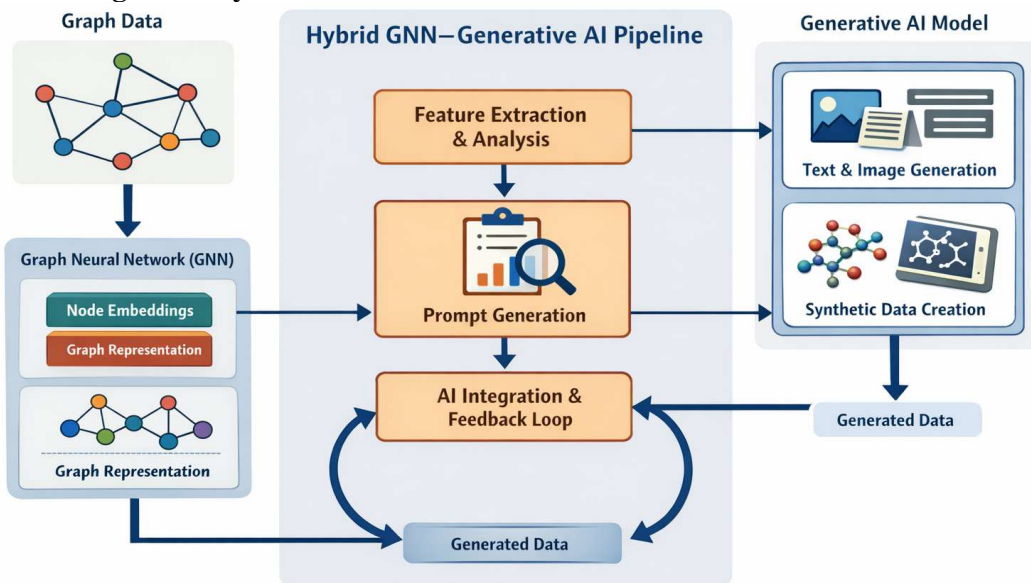 Graph Data
Hybrid GNN–Generative AI Pipeline
Generative AI Model
Feature Extraction
& Analysis
Text & Image Generation
Graph Neural Network (GNN)
Node Embeddings
Graph Representation
Prompt Generation
Synthetic Data Creation
Graph Representation
AI Integration &
Feedback Loop
Generated Data
Generated Data